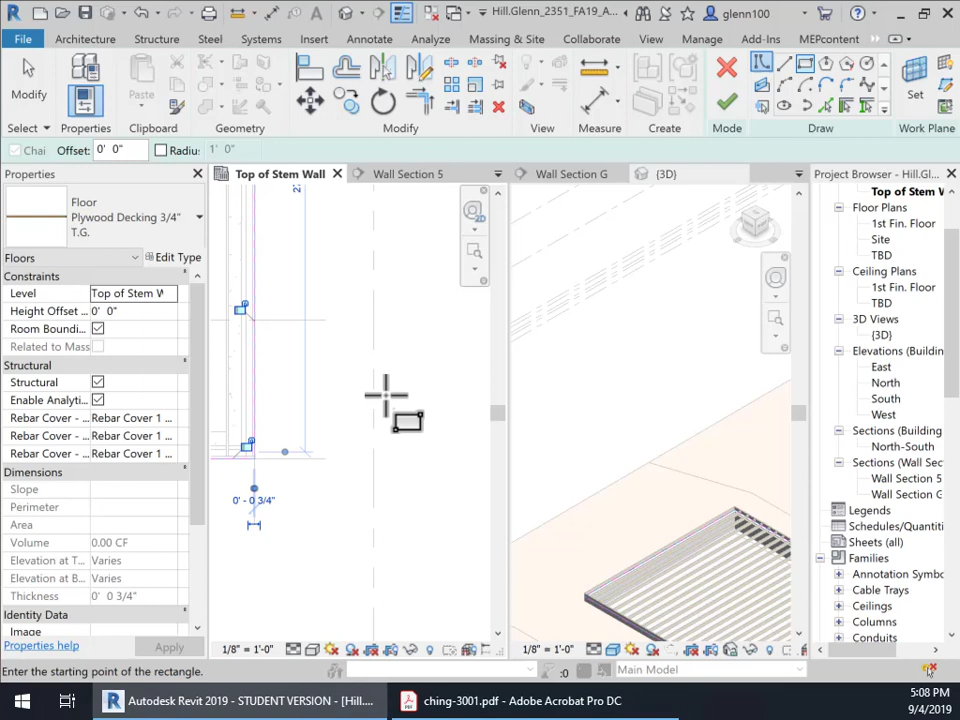 Hill.Glenn_2351_FA19_A...
glenn100
File
Architecture
Structure
Steel
Systems
Insert
Annotate
Analyze
Massing & Site
Collaborate
View
Manage
Add-Ins
MEPcontent
Modify
Paste
Set
Select
Properties
Clipboard
Geometry
Modify
View
Measure
Create
Mode
Draw
Work Plane
Chai
Offset:
0' 0"
Radiu
1' 0"
Properties
Top of Stem Wall
Wall Section 5
Wall Section G
{3D}
Project Browser - Hill.Gl...
Floor
Plywood Decking 3/4"
T.G.
Floors
Edit Type
Constraints
Level
Top of Stem W
Height Offset ...
0' 0"
Room Boundi...
Related to Mass
Structural
Structural
Enable Analyti...
Rebar Cover - ...
Rebar Cover 1 ...
Rebar Cover - ...
Rebar Cover 1 ...
Rebar Cover - ...
Rebar Cover 1 ...
Dimensions
Slope
Perimeter
Area
Volume
0.00 CF
Elevation at T...
Varies
Elevation at B...
Varies
Thickness
0' 0 3/4"
Identity Data
Image
Properties help
Apply
2D
0' - 0 3/4"
Top of Stem W
Floor Plans
1st Fin. Floor
Site
TBD
Ceiling Plans
1st Fin. Floor
TBD
3D Views
{3D}
Elevations (Building
East
North
South
West
Sections (Building
North-South
Sections (Wall Sec
Wall Section 5
Wall Section G
Legends
Schedules/Quantiti
Sheets (all)
Families
Annotation Symbo
Cable Trays
Ceilings
Columns
Conduits
1/8" = 1'-0"
1/8" = 1'-0"
Enter the starting point of the rectangle.
:0
Main Model
Autodesk Revit 2019 - STUDENT VERSION - [Hill....
ching-3001.pdf - Adobe Acrobat Pro DC
5:08 PM
9/4/2019